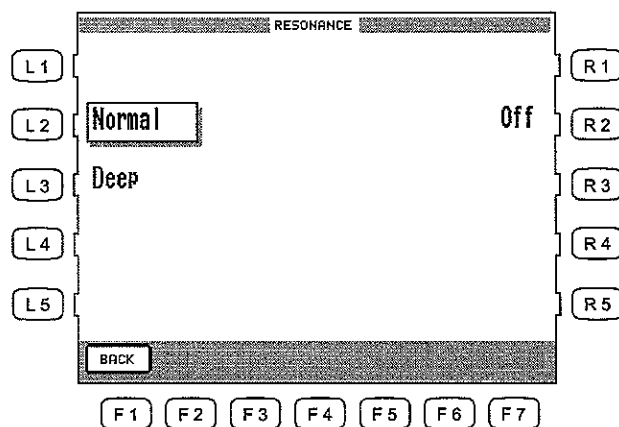 RESONANCE
L1 R1
L2 Normal Off R2
L3 Deep R3
L4 R4
L5 R5
BACK
F1 F2 F3 F4 F5 F6 F7